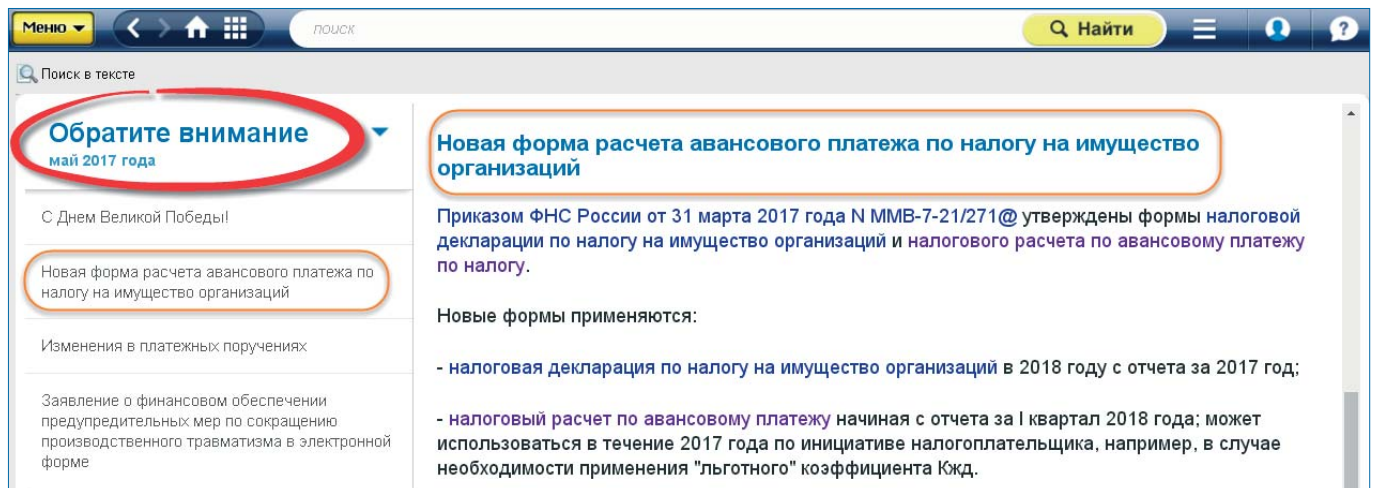 Меню
поиск
Найти
?
Поиск в тексте
Обратите внимание
май 2017 года
С Днем Великой Победы!
Новая форма расчета авансового платежа по
налогу на имущество организаций
Изменения в платежных поручениях
Заявление о финансовом обеспечении
предупредительных мер по сокращению
производственного травматизма в электронной
форме
Новая форма расчета авансового платежа по налогу на имущество
организаций
Приказом ФНС России от 31 марта 2017 года N ММВ-7-21/271@ утверждены формы налоговой
декларации по налогу на имущество организаций и налогового расчета по авансовому платежу
по налогу.
Новые формы применяются:
- налоговая декларация по налогу на имущество организаций в 2018 году с отчета за 2017 год;
- налоговый расчет по авансовому платежу начиная с отчета за I квартал 2018 года; может
использоваться в течение 2017 года по инициативе налогоплательщика, например, в случае
необходимости применения "льготного" коэффициента Кжд.